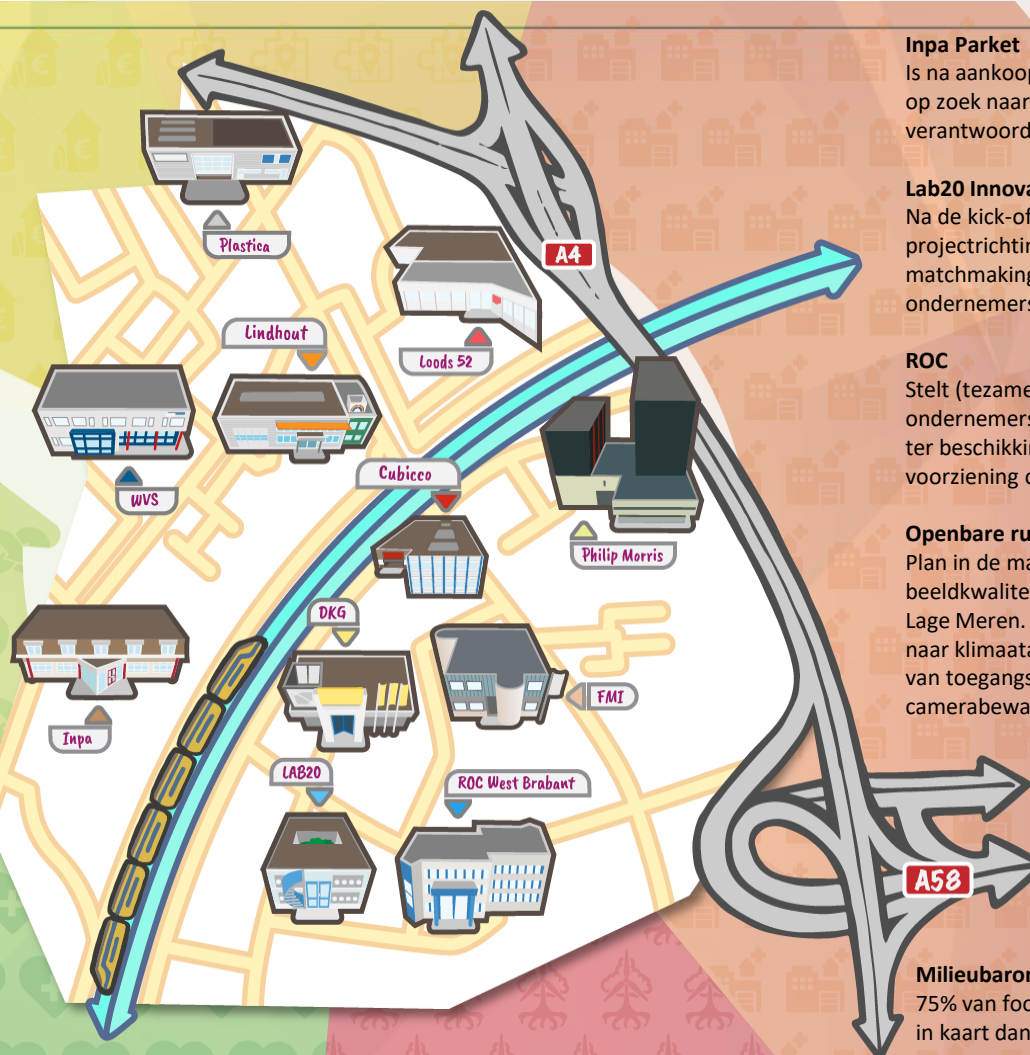 Plastica
A4
Lindhout
Loods 52
WVS
Cubicco
Philip Morris
DKG
FMI
Inpa
LAB20
ROC West Brabant
A58
Inpa Parket
Is na aankoop
op zoek naar
verantwoord
Lab20 Innova
Na de kick-of
projectrichtin
matchmaking
ondernemers
ROC
Stelt (tezame
ondernemers
ter beschikkin
voorziening o
Openbare ru
Plan in de ma
beeldkwalite
Lage Meren.
naar klimaata
van toegangs
camerabewa
Milieubaron
75% van foo
in kaart dan